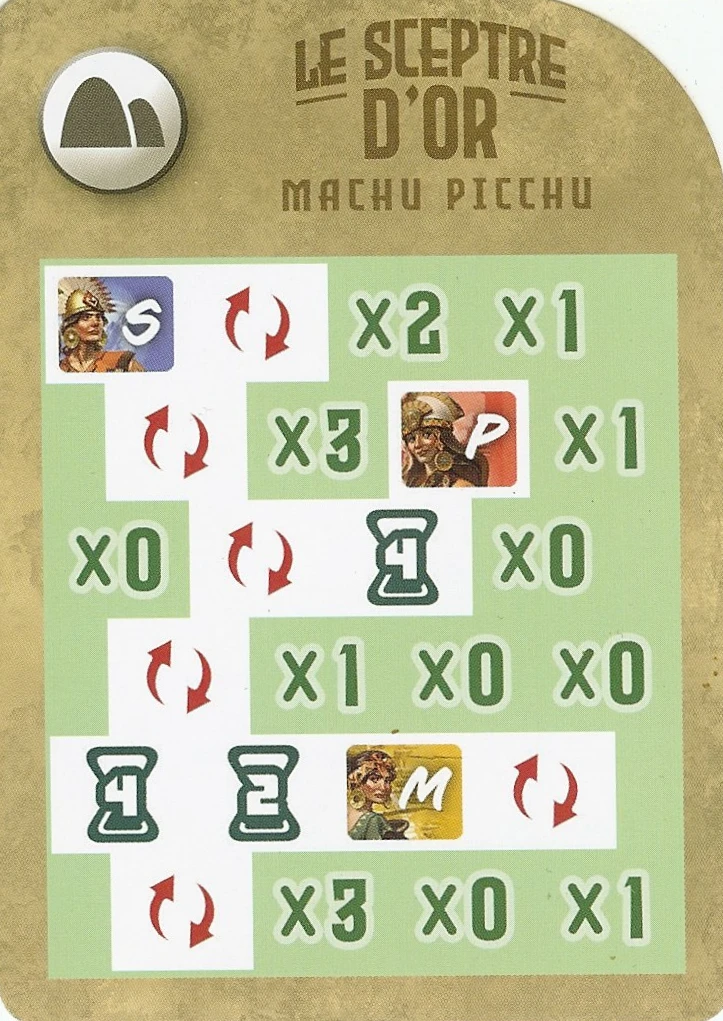 LE SCEPTRE
D'OR
MACHU PICCHU
S x2 x1
x3 P x1
x0 4 x0
x1 x0 x0
4 2 M
x3 x0 x1